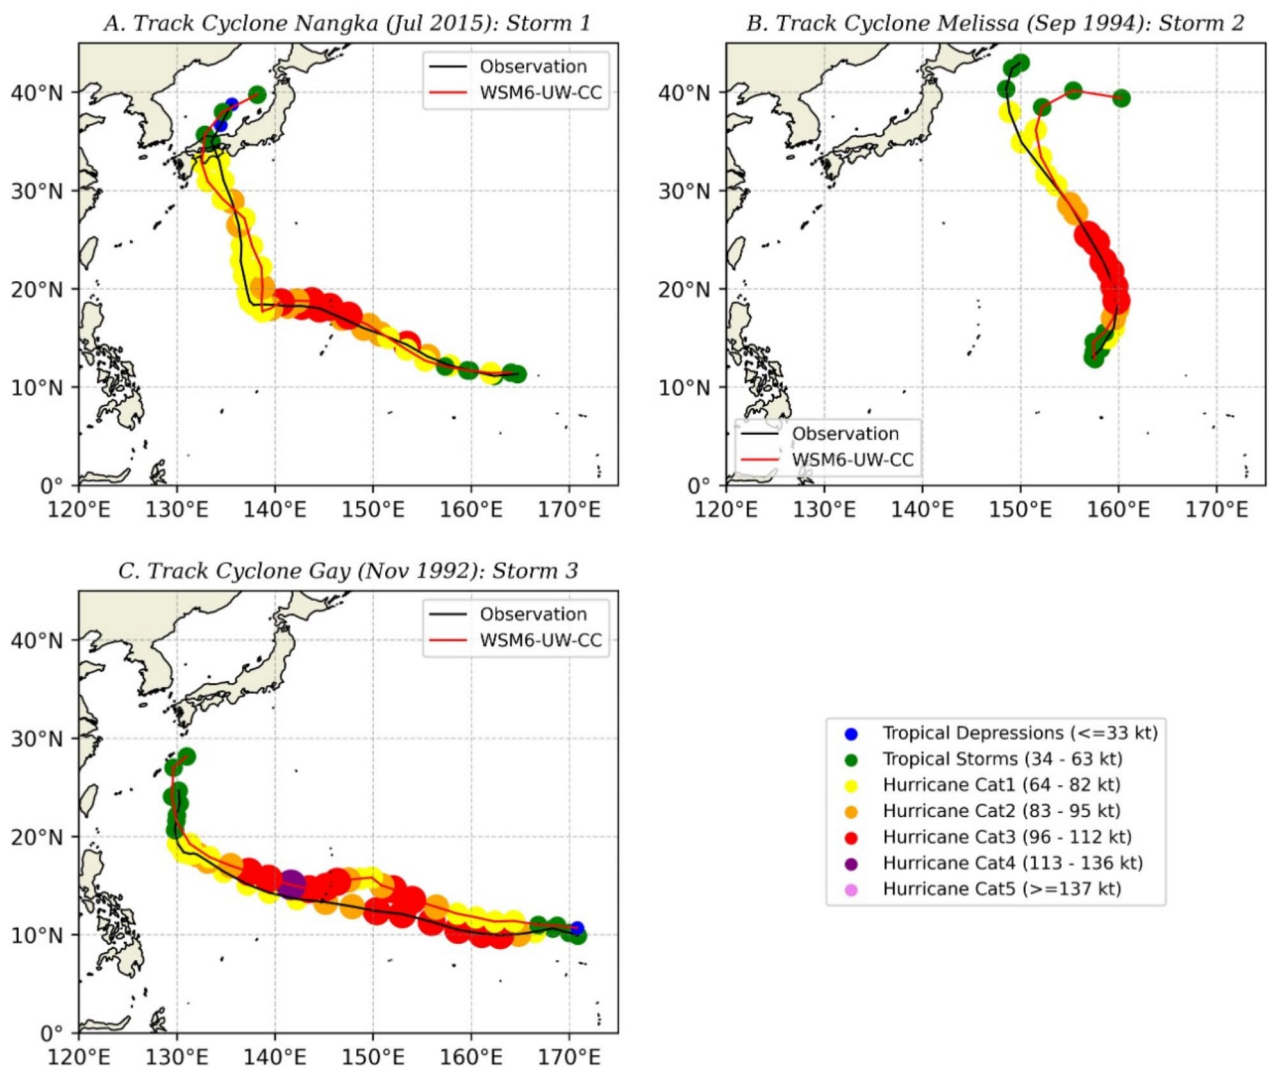 A. Track Cyclone Nangka (Jul 2015): Storm 1
Observation
WSM6-UW-CC
40°N
30°N
20°N
10°N
0°
120°E 130°E 140°E 150°E 160°E 170°E
B. Track Cyclone Melissa (Sep 1994): Storm 2
40°N
30°N
20°N
10°N
0°
Observation
WSM6-UW-CC
120°E 130°E 140°E 150°E 160°E 170°E
C. Track Cyclone Gay (Nov 1992): Storm 3
Observation
WSM6-UW-CC
40°N
30°N
20°N
10°N
0°
120°E 130°E 140°E 150°E 160°E 170°E
Tropical Depressions (<=33 kt)
Tropical Storms (34 - 63 kt)
Hurricane Cat1 (64 - 82 kt)
Hurricane Cat2 (83 - 95 kt)
Hurricane Cat3 (96 - 112 kt)
Hurricane Cat4 (113 - 136 kt)
Hurricane Cat5 (>=137 kt)